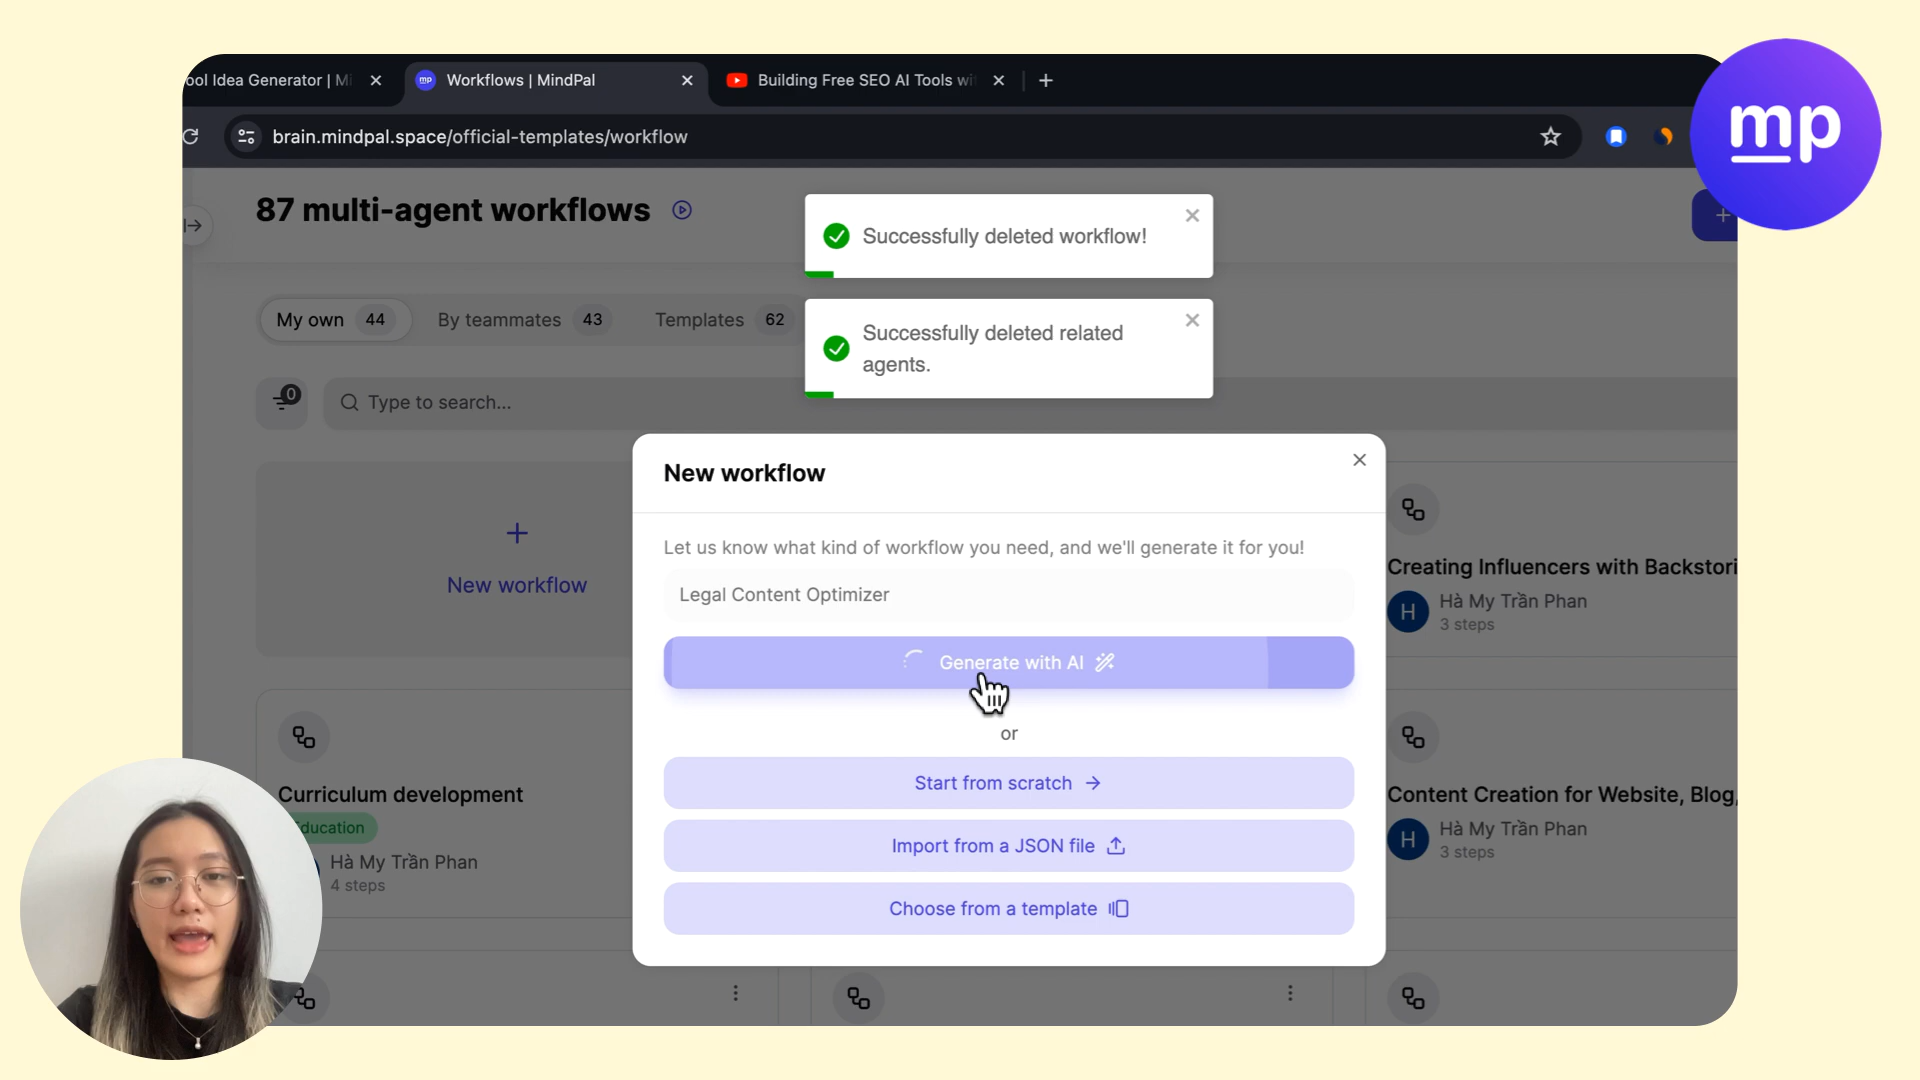 ool Idea Generator | Mi
mp
Workflows | MindPal
Building Free SEO AI Tools wi
brain.mindpal.space/official-templates/workflow
mp
87 multi-agent workflows
Successfully deleted workflow!
My own 44
By teammates 43
Templates 62
Successfully deleted related
agents.
0
Type to search...
New workflow
New workflow
Let us know what kind of workflow you need, and we'll generate it for you!
Legal Content Optimizer
Generate with AI
or
Start from scratch
Import from a JSON file
Choose from a template
Creating Influencers with Backstori
H
Hà My Trần Phan
3 steps
Curriculum development
ducation
Hà My Trần Phan
4 steps
Content Creation for Website, Blog,
H
Hà My Trần Phan
3 steps